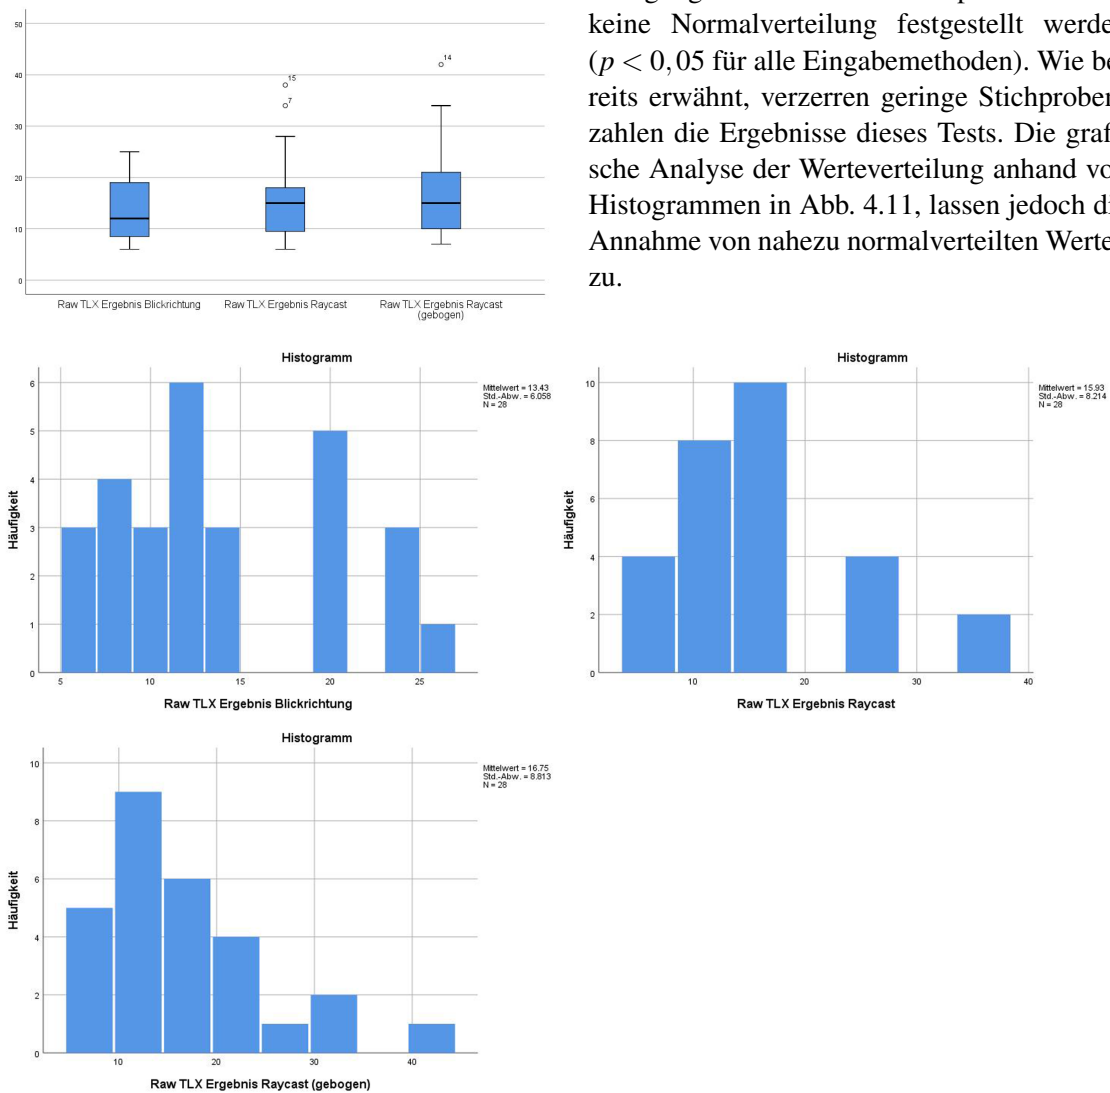 50
40
30
20
10
0
15
7
14
Raw TLX Ergebnis Blickrichtung
Raw TLX Ergebnis Raycast
Raw TLX Ergebnis Raycast
(gebogen)
keine Normalverteilung festgestellt werde
(p < 0,05 für alle Eingabemethoden). Wie be
reits erwähnt, verzerren geringe Stichproben
zahlen die Ergebnisse dieses Tests. Die graf
sche Analyse der Werteverteilung anhand vo
Histogrammen in Abb. 4.11, lassen jedoch di
Annahme von nahezu normalverteilten Werte
zu.
Histogramm
Mittelwert = 13.43
Std.-Abw. = 6.058
N = 28
Häufigkeit
6
5
4
3
2
1
0
5 10 15 20 25
Raw TLX Ergebnis Blickrichtung
Histogramm
Mittelwert = 15.93
Std.-Abw. = 8.214
N = 28
Häufigkeit
10
8
6
4
2
0
10 20 30 40
Raw TLX Ergebnis Raycast
Histogramm
Mittelwert = 16.75
Std.-Abw. = 8.813
N = 28
Häufigkeit
10
8
6
4
2
0
10 20 30 40
Raw TLX Ergebnis Raycast (gebogen)